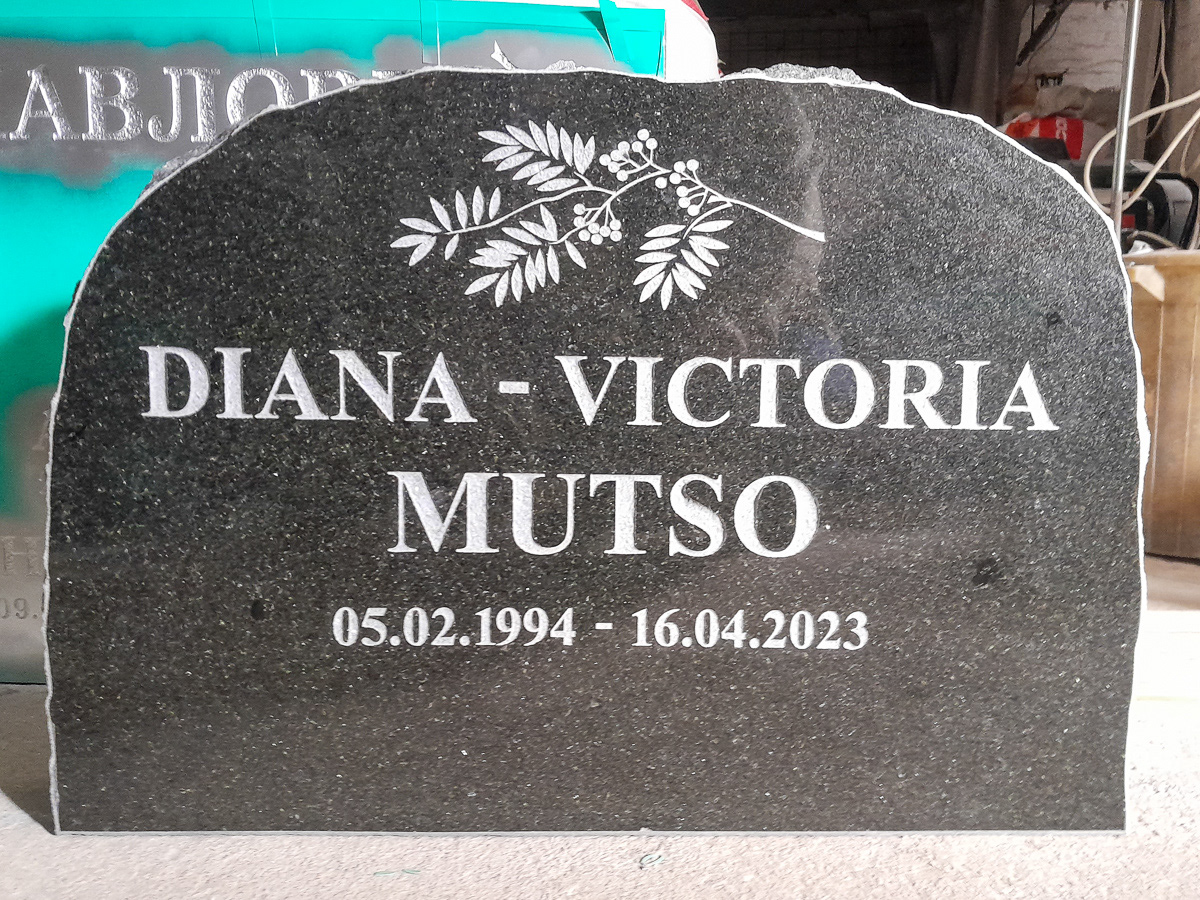 DIANA - VICTORIA
MUTSO
05.02.1994 - 16.04.2023